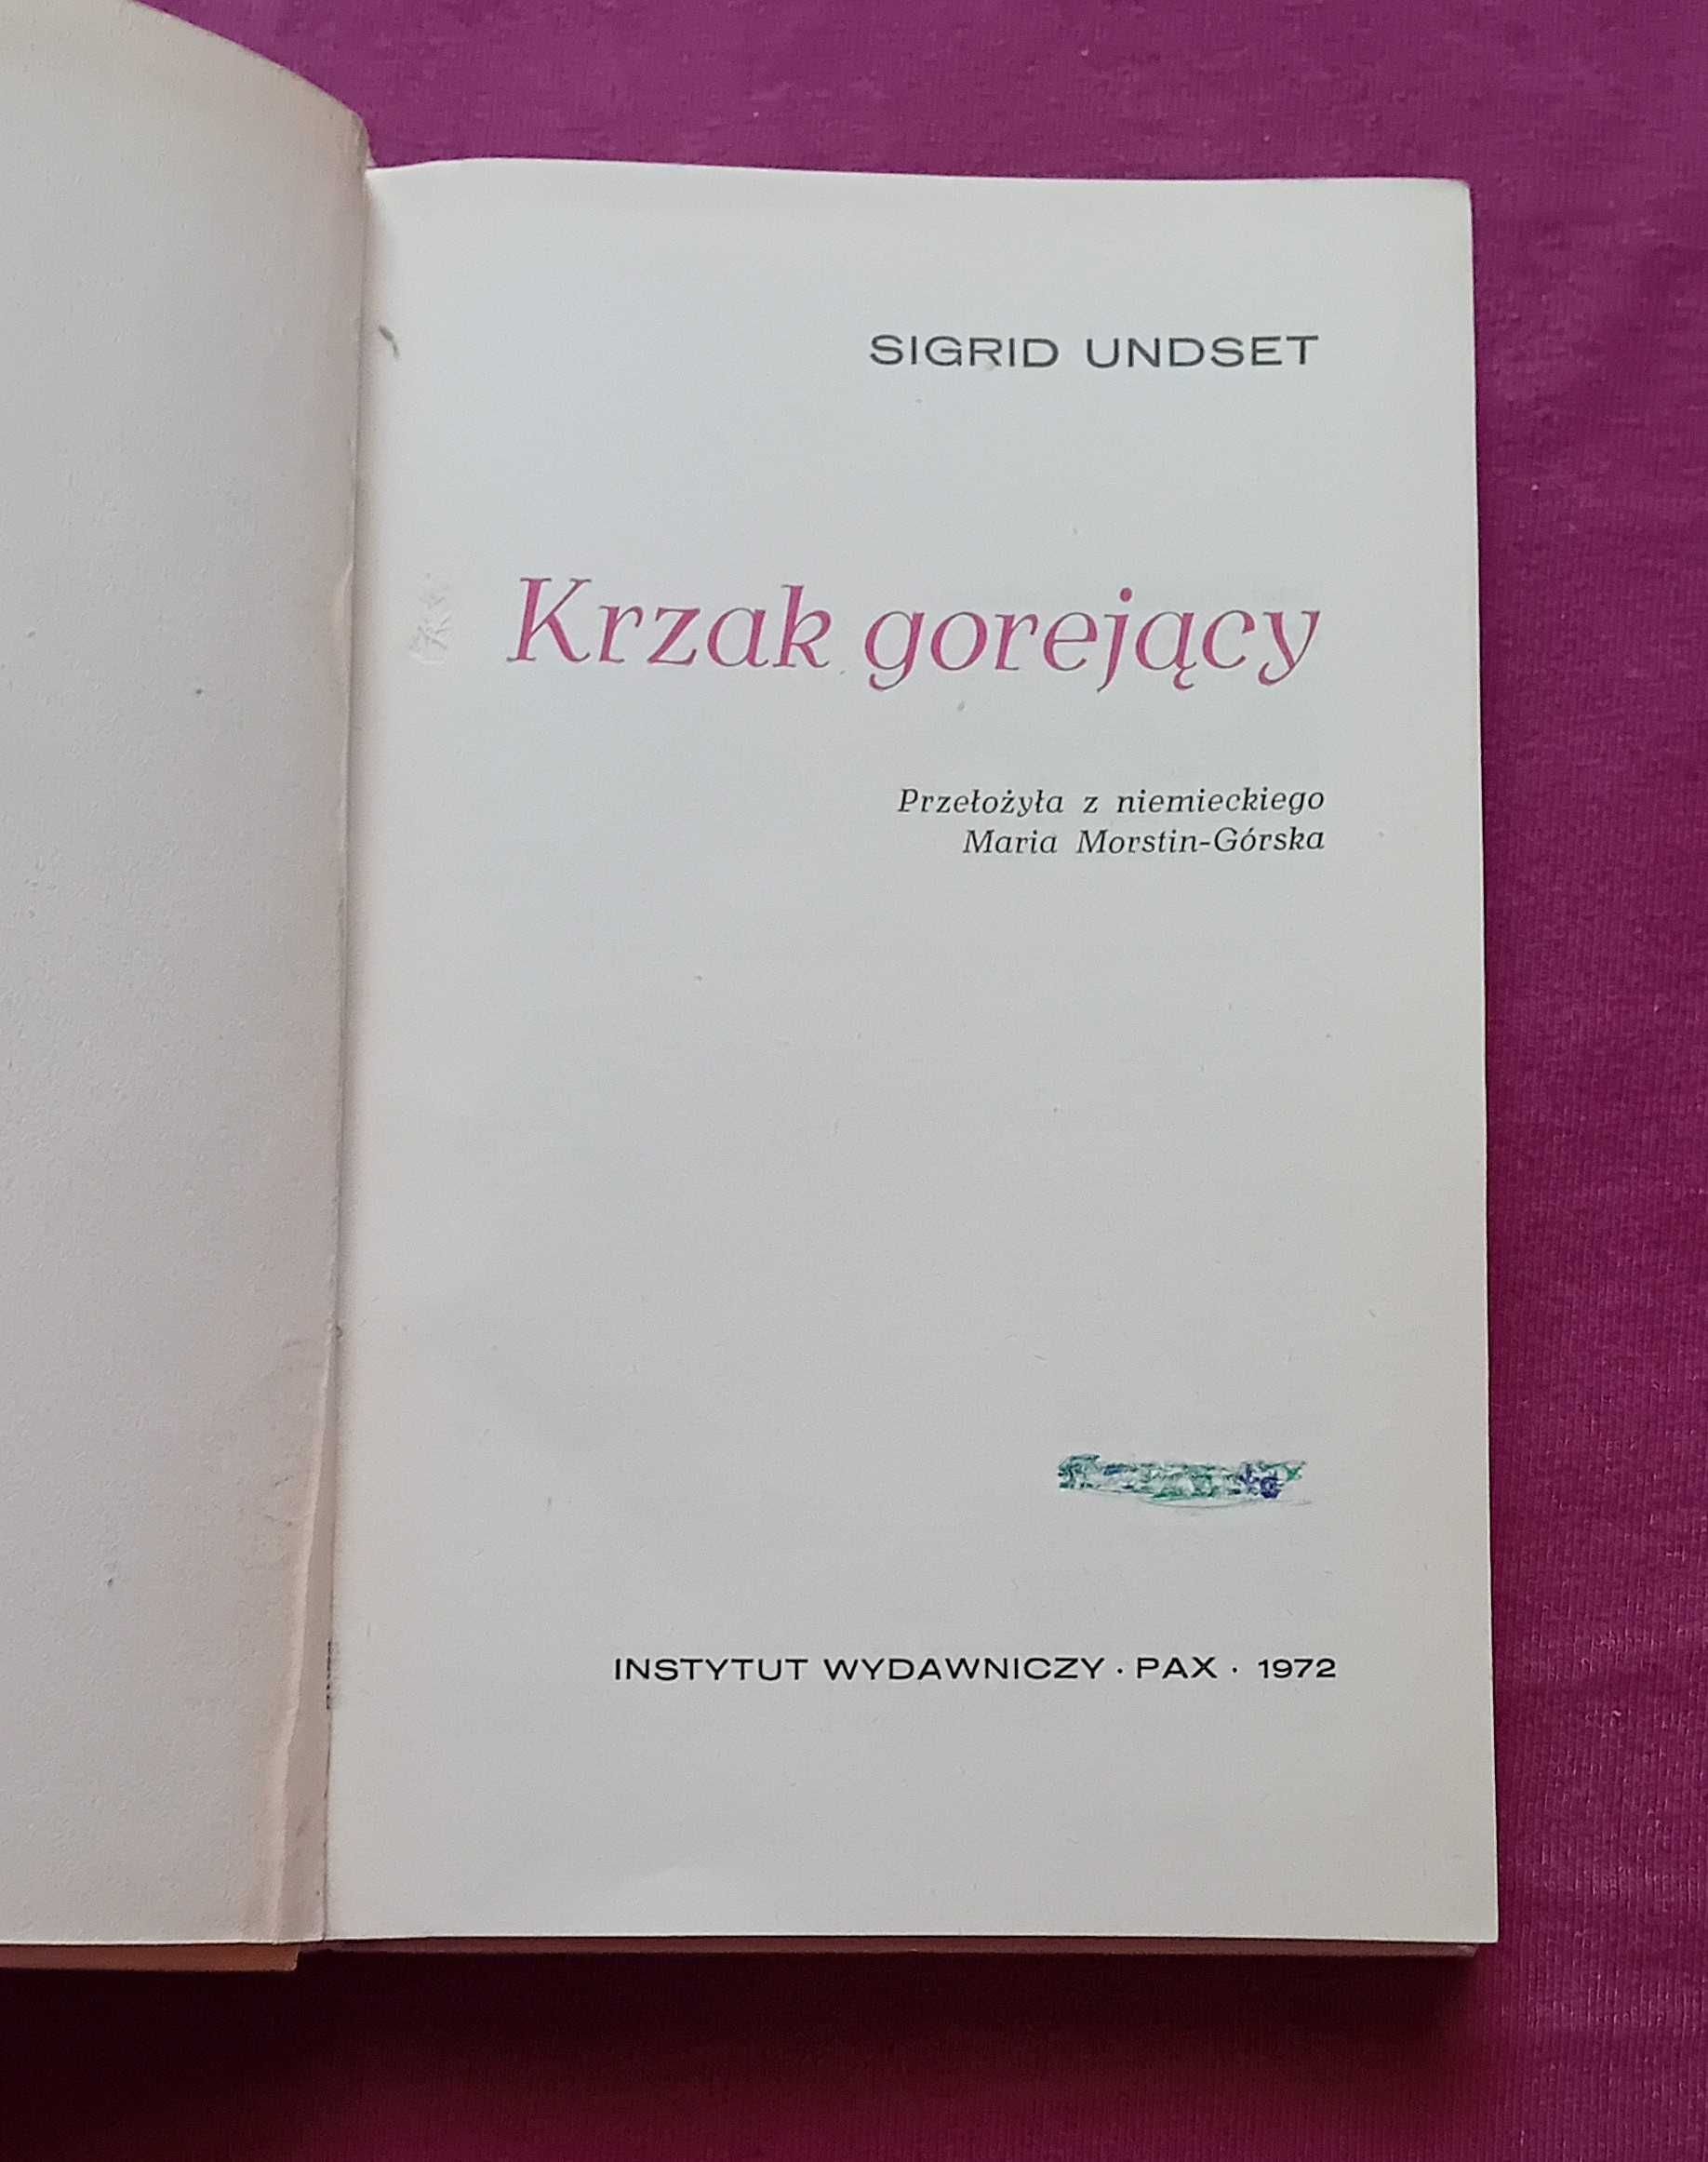 SIGRID UNDSET
Krzak gorejący
Przełożyła z niemieckiego
Maria Morstin-Górska
INSTYTUT WYDAWNICZY · PAX · 1972